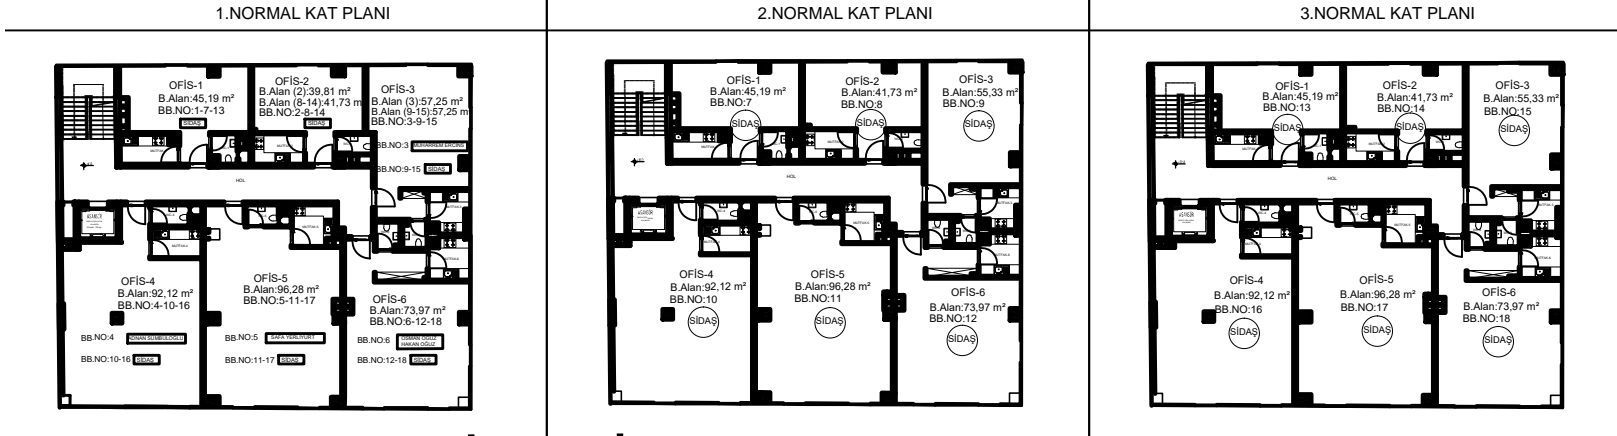 1.NORMAL KAT PLANI
OFİS-1
B.Alan:45,19 m²
BB.NO:1-7-13
SİDAŞ
OFİS-2
B.Alan (2):39,81 m²
B.Alan (8-14):41,73 m
BB.NO:2-8-14
SİDAŞ
OFİS-3
B.Alan (3):57,25 m²
B.Alan (9-15):57,25 m
BB.NO:3-9-15
BB.NO:3 MUHARREM ERCİNS
BB.NO:9-15 SİDAŞ
HOL
ASANSÖR
OFİS-4
B.Alan:92,12 m²
BB.NO:4-10-16
BB.NO:4 ADNAN SÜMBÜLOĞLU
BB.NO:10-16 SİDAŞ
OFİS-5
B.Alan:96,28 m²
BB.NO:5-11-17
BB.NO:5 SAFA YERLİYURT
BB.NO:11-17 SİDAŞ
OFİS-6
B.Alan:73,97 m²
BB.NO:6-12-18
BB.NO:6 OSMAN OĞUZ
HAKAN OĞUZ
BB.NO:12-18 SİDAŞ
2.NORMAL KAT PLANI
OFİS-1
B.Alan:45,19 m²
BB.NO:7
SİDAŞ
OFİS-2
B.Alan:41,73 m²
BB.NO:8
SİDAŞ
OFİS-3
B.Alan:55,33 m²
BB.NO:9
SİDAŞ
HOL
ASANSÖR
OFİS-4
B.Alan:92,12 m²
BB.NO:10
SİDAŞ
OFİS-5
B.Alan:96,28 m²
BB.NO:11
SİDAŞ
OFİS-6
B.Alan:73,97 m²
BB.NO:12
SİDAŞ
3.NORMAL KAT PLANI
OFİS-1
B.Alan:45,19 m²
BB.NO:13
SİDAŞ
OFİS-2
B.Alan:41,73 m²
BB.NO:14
SİDAŞ
OFİS-3
B.Alan:55,33 m²
BB.NO:15
SİDAŞ
HOL
ASANSÖR
OFİS-4
B.Alan:92,12 m²
BB.NO:16
SİDAŞ
OFİS-5
B.Alan:96,28 m²
BB.NO:17
SİDAŞ
OFİS-6
B.Alan:73,97 m²
BB.NO:18
SİDAŞ